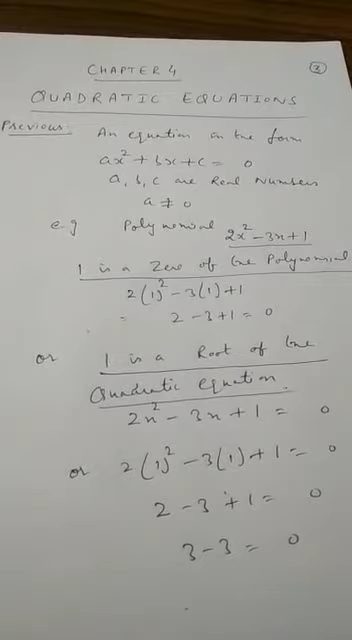 CHAPTER 4
3
QUADRATIC EQUATIONS
Previous: An equation in the form
ax² + bx + c = 0
a, b, c are Real Numbers
a ≠ 0
e.g Polynomial 2x² - 3x + 1
1 is a Zero of the Polynomial
2(1)² - 3(1) + 1
= 2 - 3 + 1 = 0
or 1 is a Root of the
Quadratic equation.
2x² - 3x + 1 = 0
or 2(1)² - 3(1) + 1 = 0
2 - 3 + 1 = 0
3 - 3 = 0